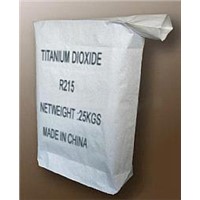 TITANIUM DIOXIDE
R215
NETWEIGHT :25KGS
MADE IN CHINA